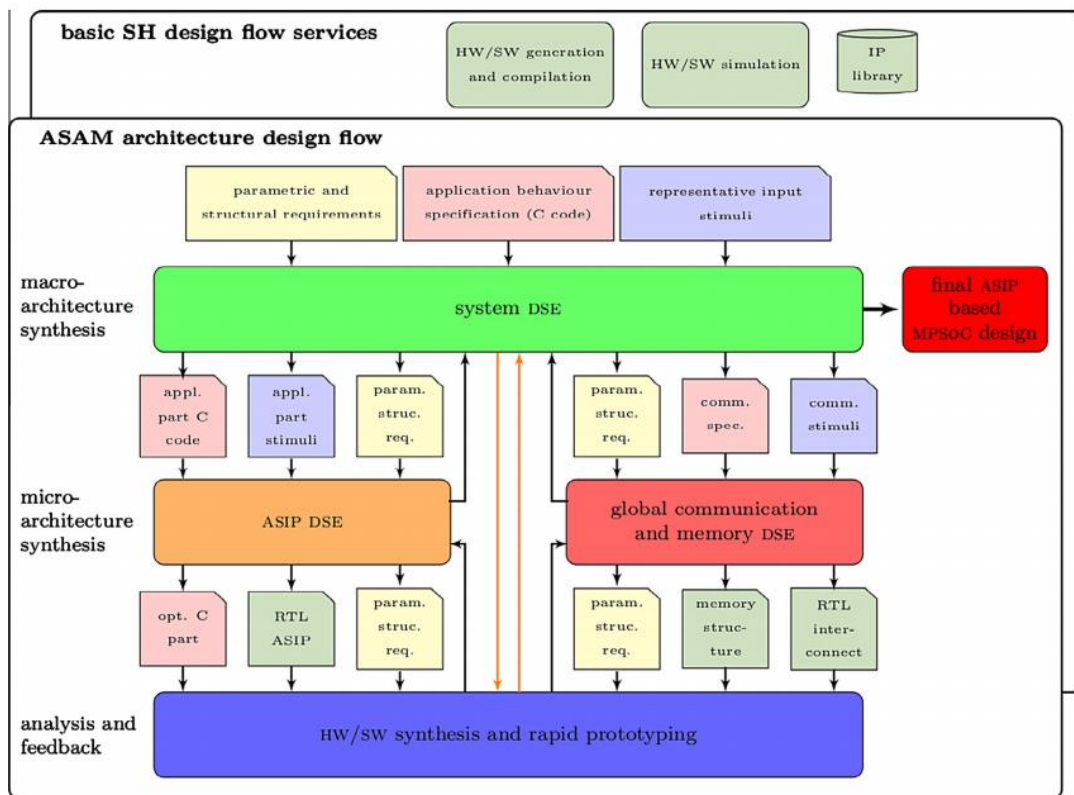 basic SH design flow services
HW/SW generation
and compilation
HW/SW simulation
IP
library
ASAM architecture design flow
parametric and
structural requirements
application behaviour
specification (C code)
representative input
stimuli
macro-
architecture
synthesis
system DSE
final ASIP
based
MPSOC design
appl.
part C
code
appl.
part
stimuli
param.
struc.
req.
param.
struc.
req.
comm.
spec.
comm.
stimuli
micro-
architecture
synthesis
ASIP DSE
global communication
and memory DSE
opt. C
part
RTL
ASIP
param.
struc.
req.
param.
struc.
req.
memory
struc-
ture
RTL
inter-
connect
analysis and
feedback
HW/SW synthesis and rapid prototyping